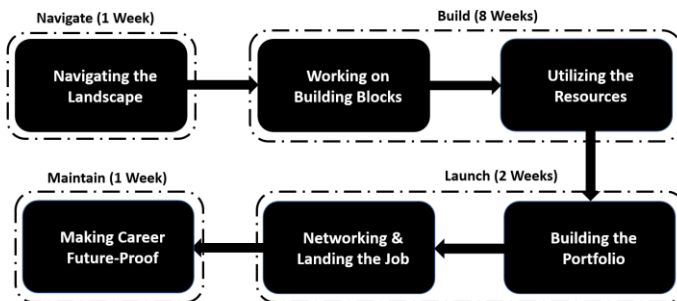 Navigate (1 Week)
Build (8 Weeks)
Navigating the
Landscape
Working on
Building Blocks
Utilizing the
Resources
Maintain (1 Week)
Launch (2 Weeks)
Making Career
Future-Proof
Networking &
Landing the Job
Building the
Portfolio